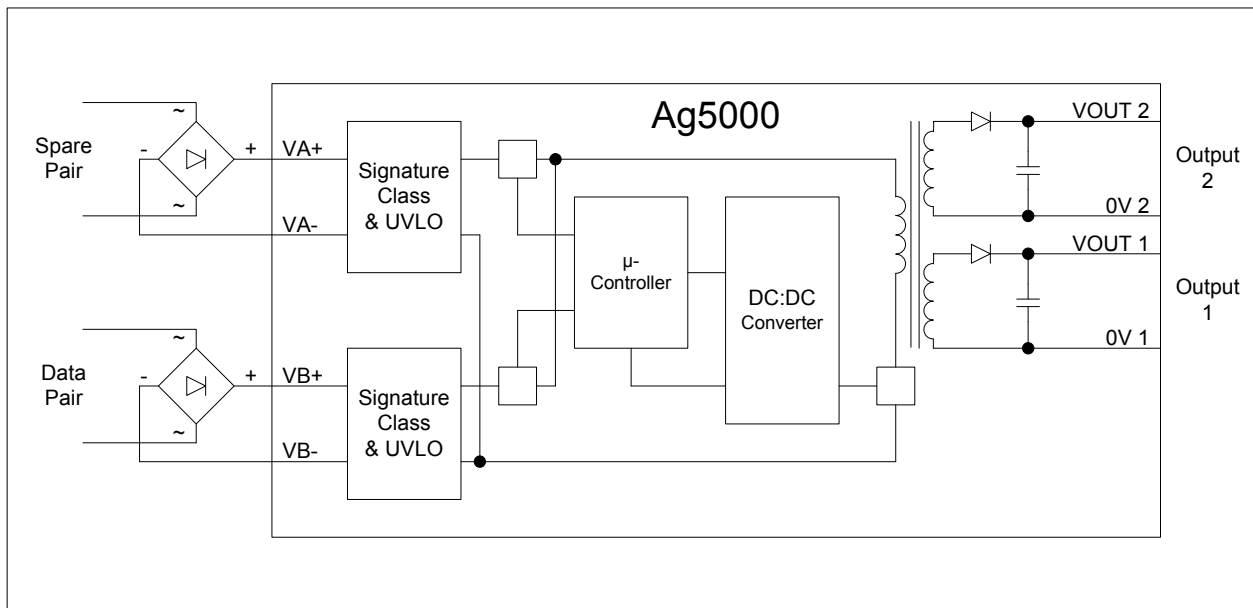 Ag5000
~
Spare
Pair
-
+
~
VA+
VA-
Signature
Class
& UVLO
VOUT 2
0V 2
Output
2
VOUT 1
0V 1
Output
1
µ-
Controller
DC:DC
Converter
~
Data
Pair
-
+
~
VB+
VB-
Signature
Class
& UVLO